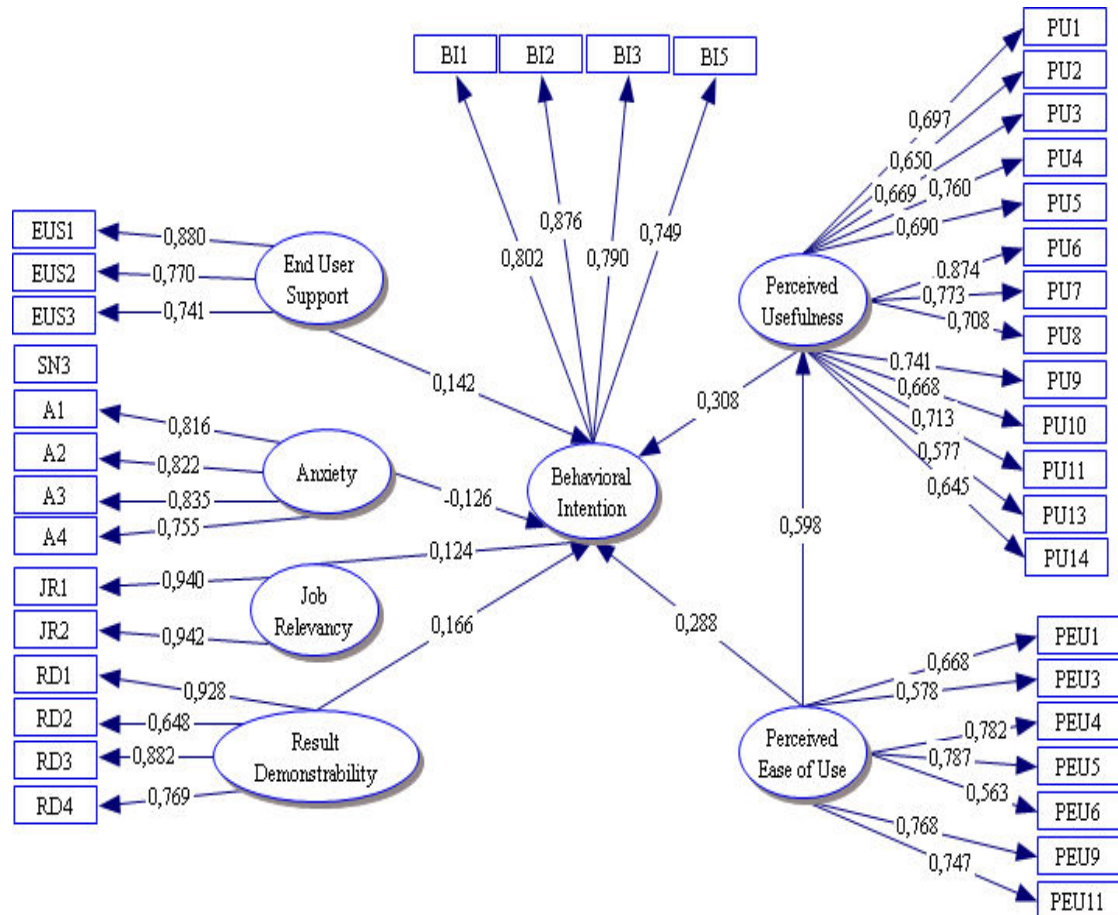 BI1
BI2
BI3
BI5
0,802
0,876
0,790
0,749
EUS1
EUS2
EUS3
0,880
0,770
0,741
End User
Support
0,142
SN3
A1
A2
A3
A4
0,816
0,822
0,835
0,755
Anxiety
-0,126
JR1
JR2
0,940
0,942
Job
Relevancy
0,124
RD1
RD2
RD3
RD4
0,928
0,648
0,882
0,769
Result
Demonstrability
0,166
Behavioral
Intention
Perceived
Usefulness
0,308
0,697
0,650
0,669
0,760
0,690
0.874
0,773
0,708
0,741
0,668
0,713
0,577
0,645
PU1
PU2
PU3
PU4
PU5
PU6
PU7
PU8
PU9
PU10
PU11
PU13
PU14
0,598
0,288
Perceived
Ease of Use
0,668
0,578
0,782
0,787
0,563
0,768
0,747
PEU1
PEU3
PEU4
PEU5
PEU6
PEU9
PEU11